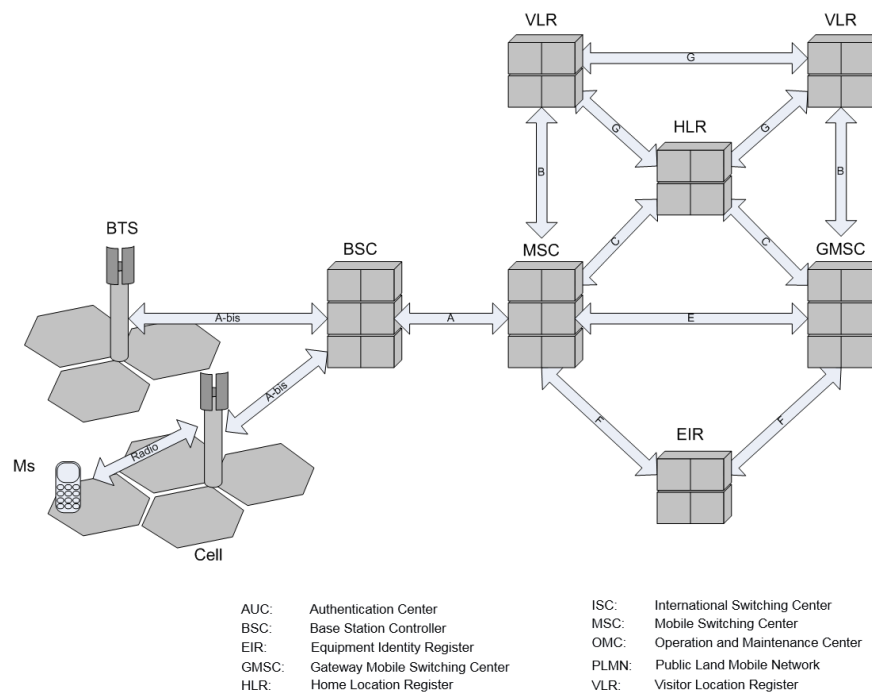 VLR VLR
G
G G
HLR
B B
BTS
BSC MSC GMSC
C C
A-bis A E
A-bis
F F
EIR
Ms Radio
Cell
AUC: Authentication Center
BSC: Base Station Controller
EIR: Equipment Identity Register
GMSC: Gateway Mobile Switching Center
HLR: Home Location Register
ISC: International Switching Center
MSC: Mobile Switching Center
OMC: Operation and Maintenance Center
PLMN: Public Land Mobile Network
VLR: Visitor Location Register